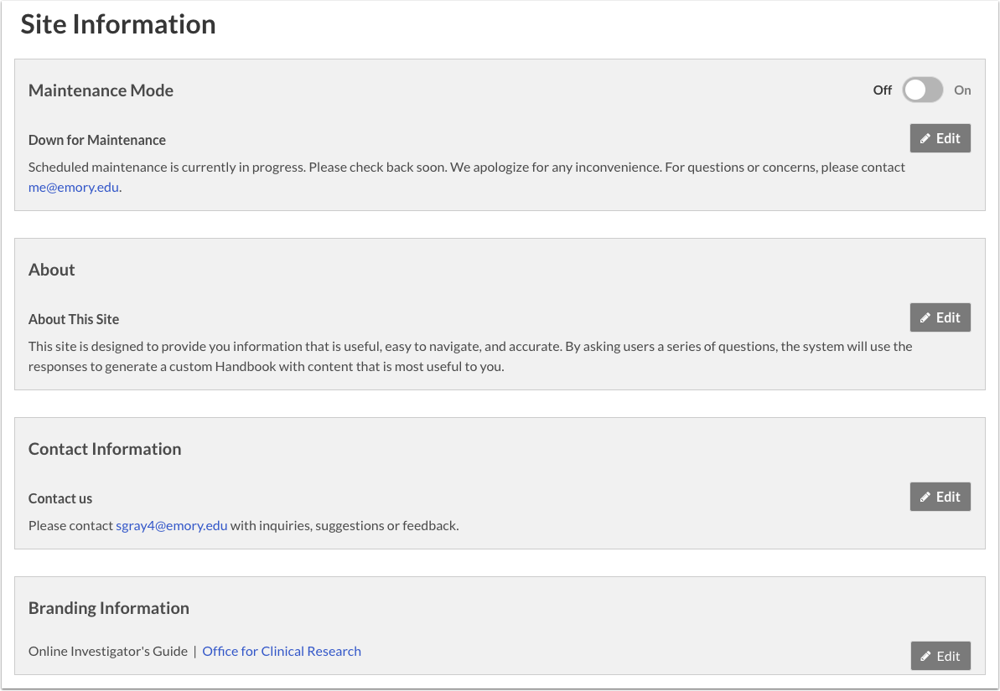 Site Information
Maintenance Mode
Off On
Down for Maintenance
Edit
Scheduled maintenance is currently in progress. Please check back soon. We apologize for any inconvenience. For questions or concerns, please contact
me@emory.edu.
About
About This Site
Edit
This site is designed to provide you information that is useful, easy to navigate, and accurate. By asking users a series of questions, the system will use the
responses to generate a custom Handbook with content that is most useful to you.
Contact Information
Contact us
Edit
Please contact sgray4@emory.edu with inquiries, suggestions or feedback.
Branding Information
Online Investigator's Guide | Office for Clinical Research
Edit